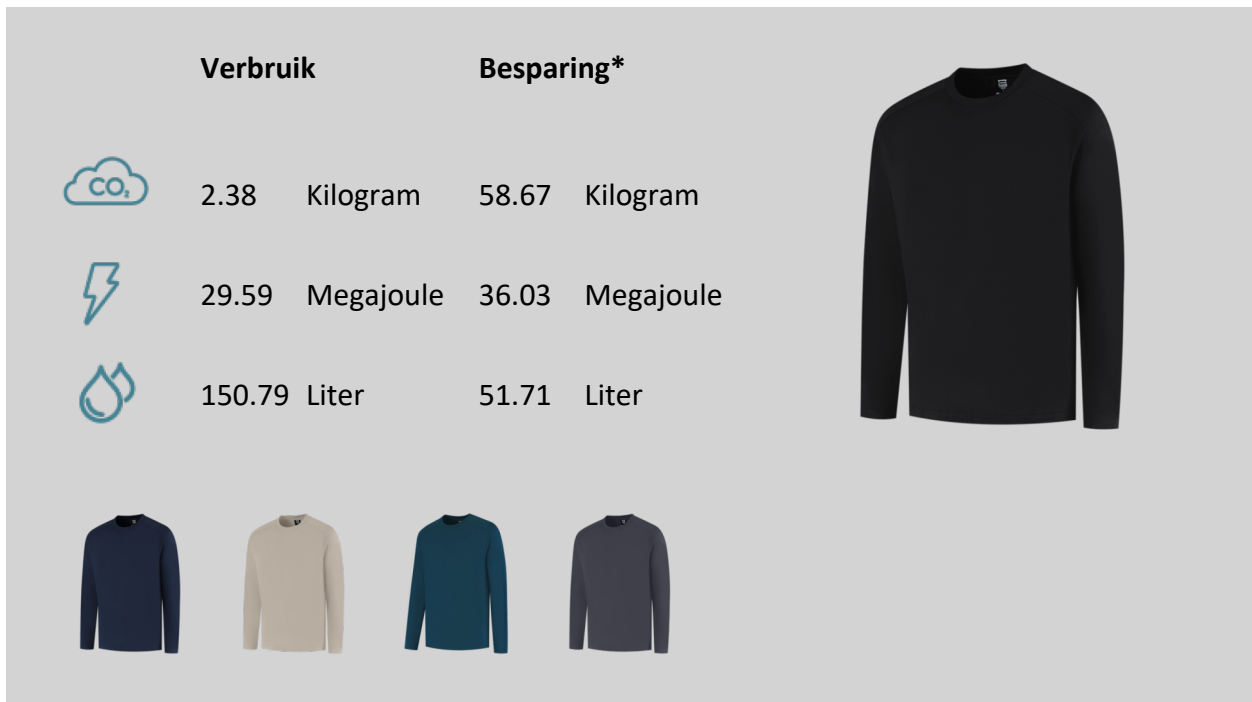 Verbruik Besparing*
CO₂ 2.38 Kilogram 58.67 Kilogram
29.59 Megajoule 36.03 Megajoule
150.79 Liter 51.71 Liter